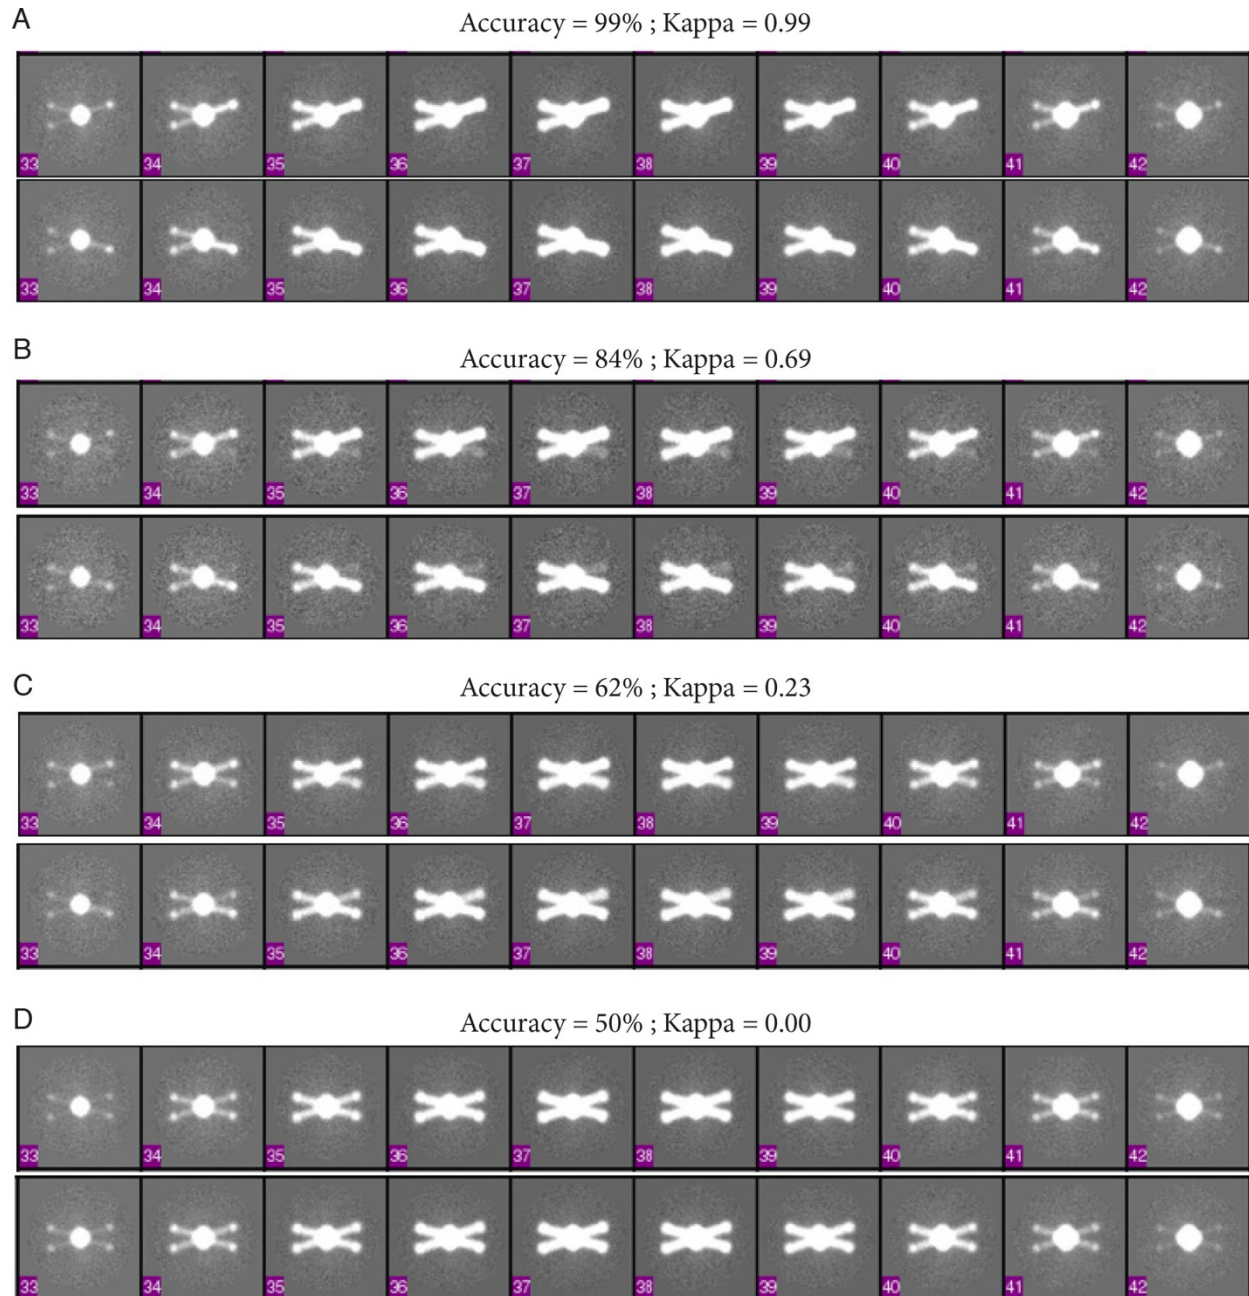 A
Accuracy = 99% ; Kappa = 0.99
33 34 35 36 37 38 39 40 41 42
33 34 35 36 37 38 39 40 41 42
B
Accuracy = 84% ; Kappa = 0.69
33 34 35 36 37 38 39 40 41 42
33 34 35 36 37 38 39 40 41 42
C
Accuracy = 62% ; Kappa = 0.23
33 34 35 36 37 38 39 40 41 42
33 34 35 36 37 38 39 40 41 42
D
Accuracy = 50% ; Kappa = 0.00
33 34 35 36 37 38 39 40 41 42
33 34 35 36 37 38 39 40 41 42